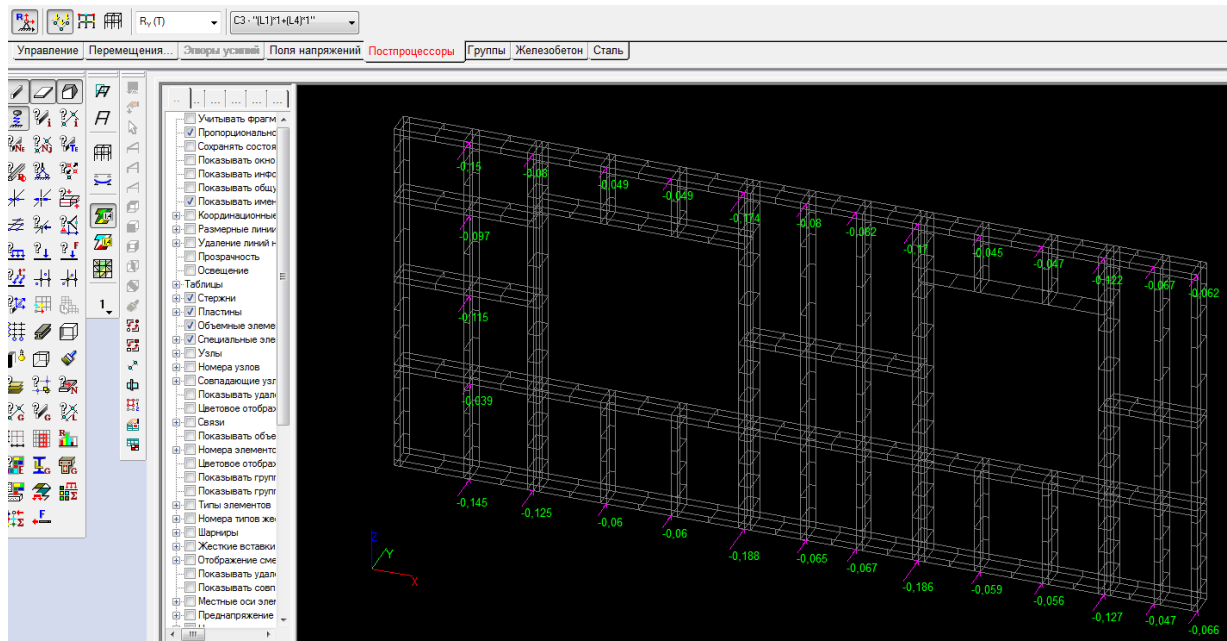 Rᵧ (T)
C3 - "(L1)*1+(L4)*1"
Управление Перемещения... Эпюры усилий Поля напряжений Постпроцессоры Группы Железобетон Сталь
Учитывать фрагм
Пропорционально
Сохранять состоя
Показывать окно
Показывать инфо
Показывать общу
Показывать имен
Координационные
Размерные линии
Удаление линий н
Прозрачность
Освещение
Таблицы
Стержни
Пластины
Объемные элеме
Специальные эле
Узлы
Номера узлов
Совпадающие узл
Показывать удал
Цветовое отображ
Связи
Показывать объе
Номера элементо
Цветовое отображ
Показывать групп
Показывать групп
Типы элементов
Номера типов жес
Шарниры
Жесткие вставки
Отображение сме
Показывать удал
Показывать совп
Местные оси элем
Преднапряжение
-0,15
-0,08
-0,049
-0,049
-0,174
-0,08
-0,082
-0,17
-0,045
-0,047
-0,122
-0,067
-0,062
-0,097
-0,115
-0,039
-0,145
-0,125
-0,06
-0,06
-0,188
-0,065
-0,067
-0,186
-0,059
-0,056
-0,127
-0,047
-0,066
Z
Y
X